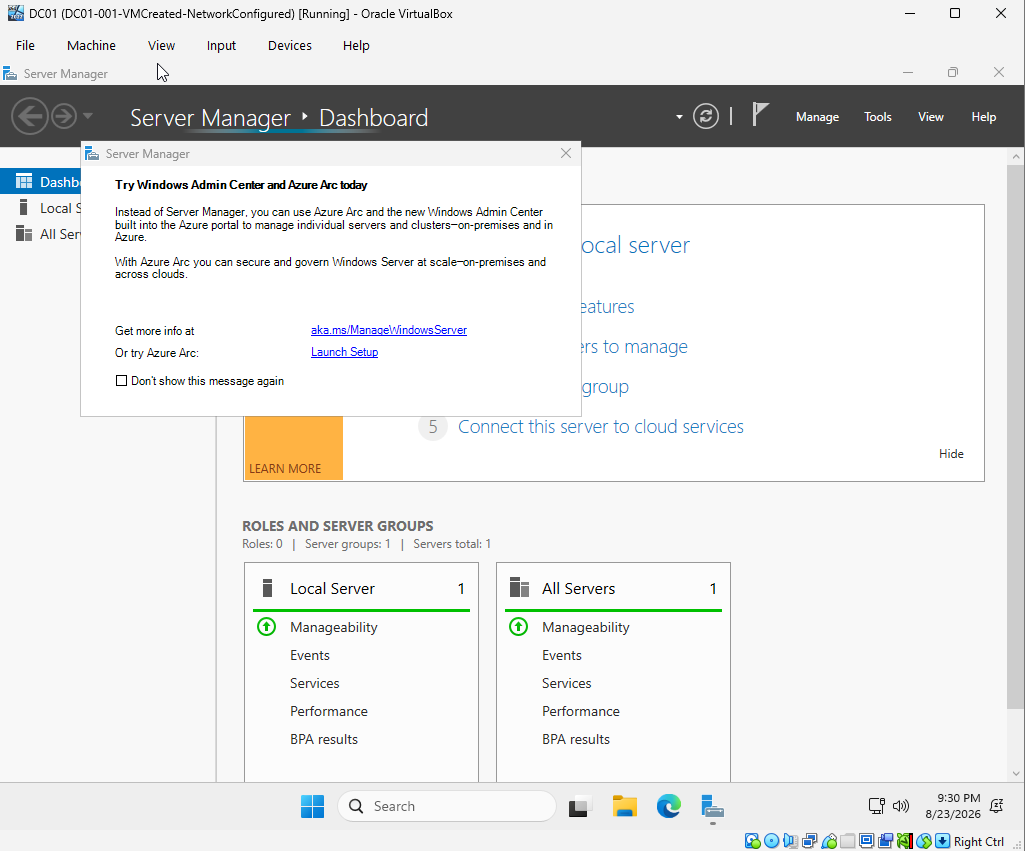 DC01 (DC01-001-VMCreated-NetworkConfigured) [Running] - Oracle VirtualBox
File Machine View Input Devices Help
Server Manager
Server Manager ‣ Dashboard
Manage Tools View Help
Server Manager
Try Windows Admin Center and Azure Arc today
Instead of Server Manager, you can use Azure Arc and the new Windows Admin Center
built into the Azure portal to manage individual servers and clusters—on-premises and in
Azure.
With Azure Arc you can secure and govern Windows Server at scale—on-premises and
across clouds.
Get more info at aka.ms/ManageWindowsServer
Or try Azure Arc: Launch Setup
Don't show this message again
Dashb
Local S
All Ser
ocal server
eatures
ers to manage
group
5 Connect this server to cloud services
Hide
LEARN MORE
ROLES AND SERVER GROUPS
Roles: 0 | Server groups: 1 | Servers total: 1
Local Server 1
Manageability
Events
Services
Performance
BPA results
All Servers 1
Manageability
Events
Services
Performance
BPA results
Search
9:30 PM
8/23/2026
Right Ctrl